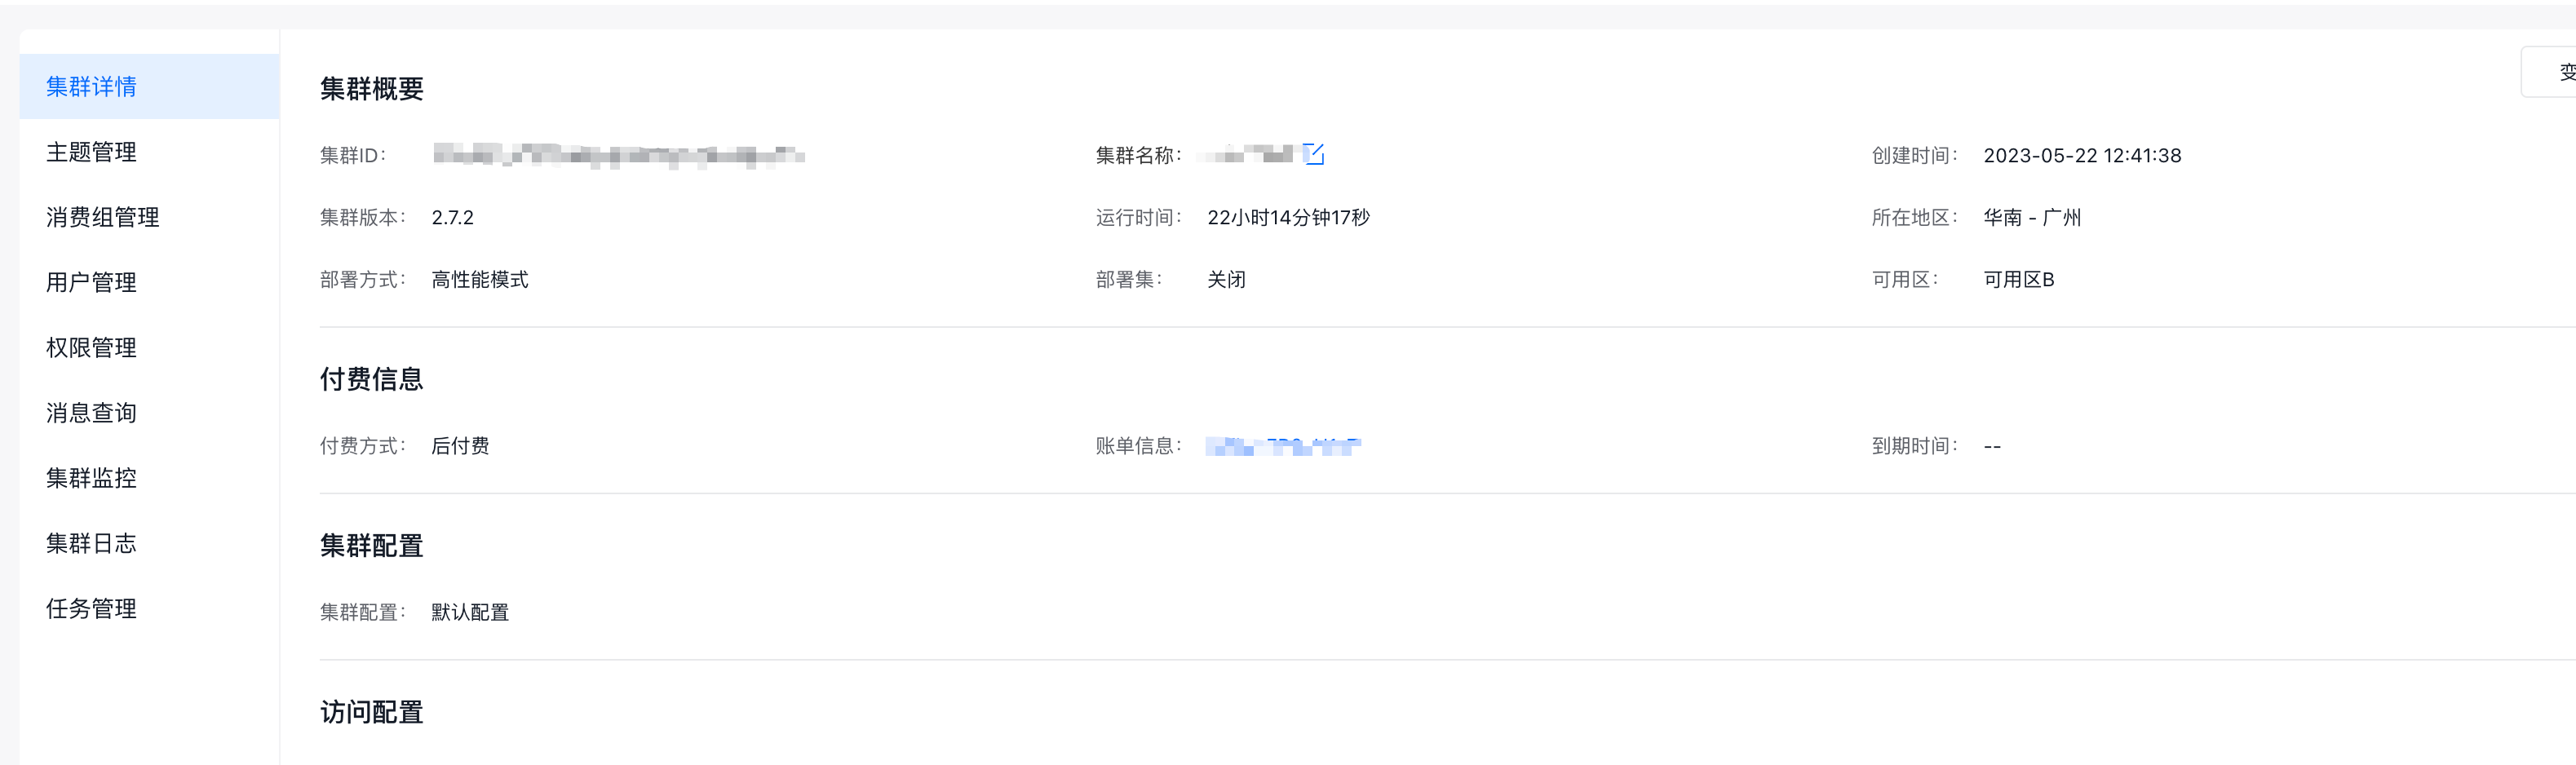 集群详情
主题管理
消费组管理
用户管理
权限管理
消息查询
集群监控
集群日志
任务管理
集群概要
集群ID：
集群名称：
创建时间： 2023-05-22 12:41:38
集群版本： 2.7.2
运行时间： 22小时14分钟17秒
所在地区： 华南 - 广州
部署方式： 高性能模式
部署集： 关闭
可用区： 可用区B
付费信息
付费方式： 后付费
账单信息：
到期时间： --
集群配置
集群配置： 默认配置
访问配置